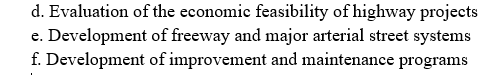 d. Evaluation of the economic feasibility of highway projects
e. Development of freeway and major arterial street systems
f. Development of improvement and maintenance programs